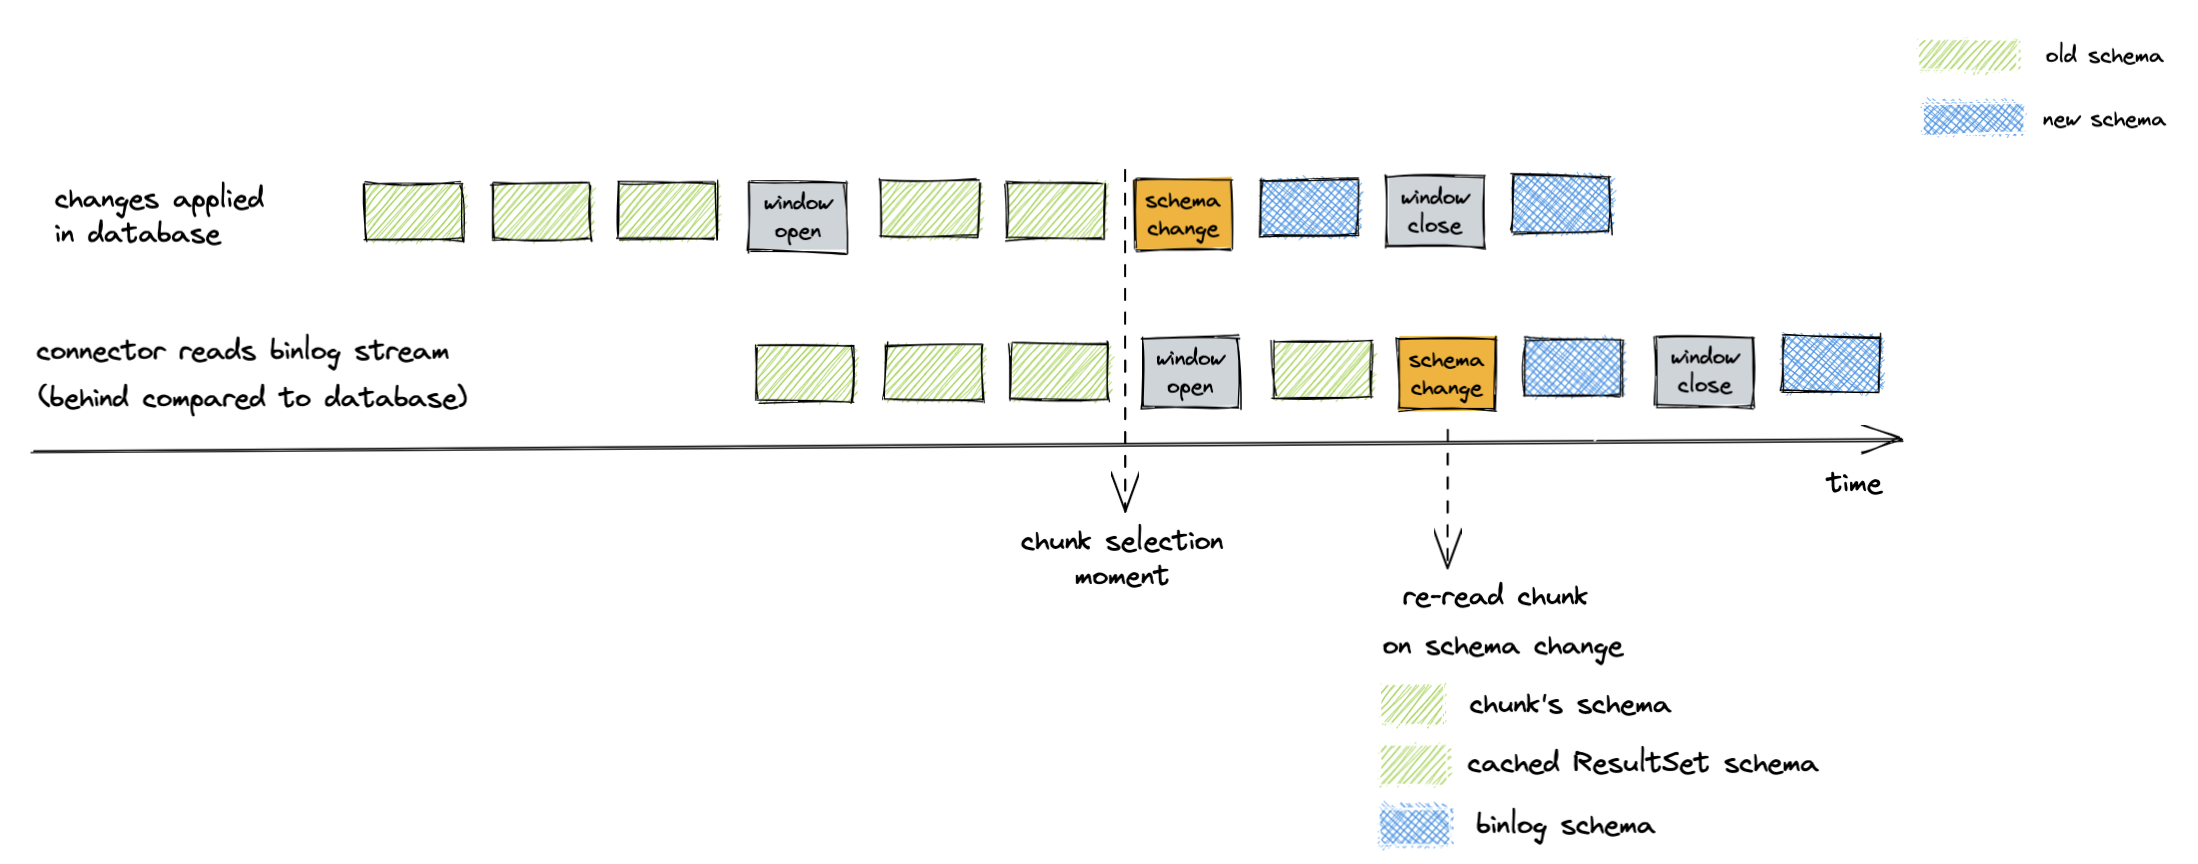 old schema
new schema
changes applied
in database
window
open
schema
change
window
close
connector reads binlog stream
(behind compared to database)
window
open
schema
change
window
close
time
chunk selection
moment
re-read chunk
on schema change
chunk's schema
cached ResultSet schema
binlog schema